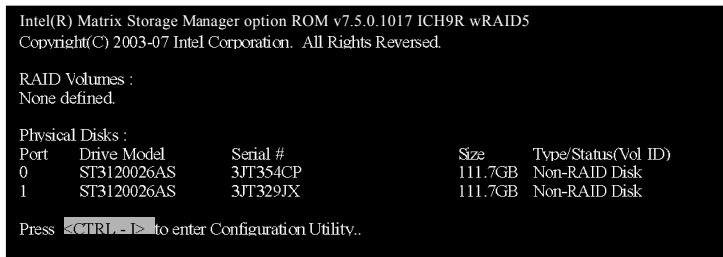 Intel(R) Matrix Storage Manager option ROM v7.5.0.1017 ICH9R wRAID5
Copyright(C) 2003-07 Intel Corporation. All Rights Reversed.
RAID Volumes :
None defined.
Physical Disks :
Port Drive Model Serial # Size Type/Status(Vol ID)
0 ST3120026AS 3JT354CP 111.7GB Non-RAID Disk
1 ST3120026AS 3JT329JX 111.7GB Non-RAID Disk
Press <CTRL - I> to enter Configuration Utility..